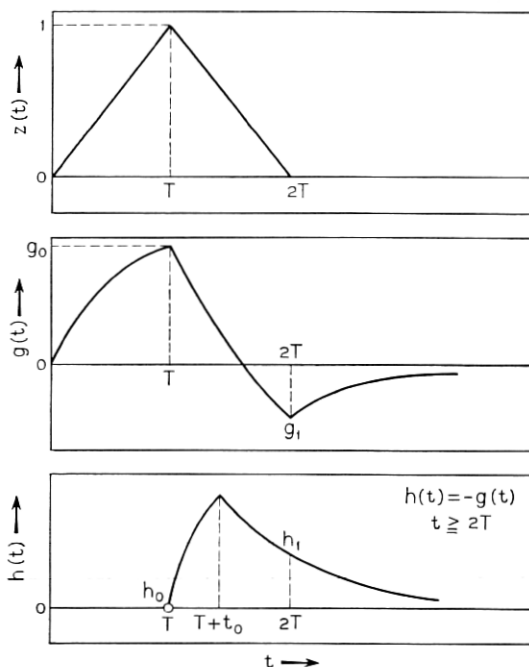 1
z(t)
0
T
2T
g₀
g(t)
0
T
2T
g₁
h(t) = -g(t)
t ≧ 2T
h(t)
h₀
h₁
0
T
T+t₀
2T
t